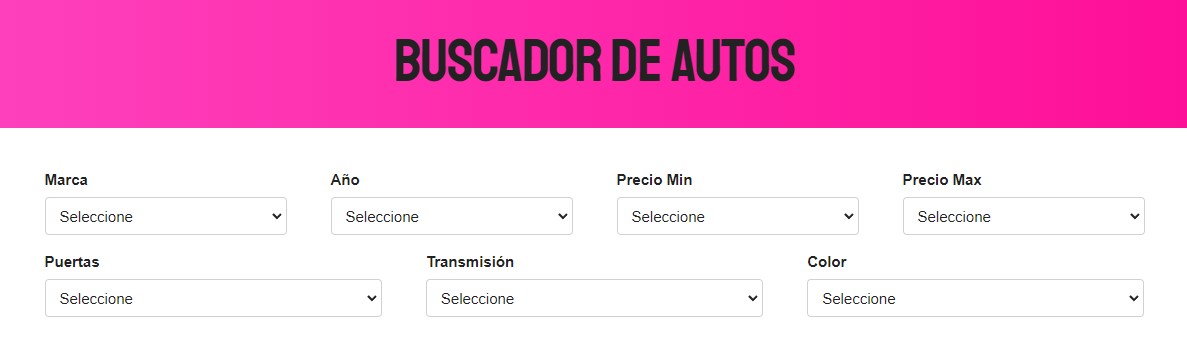 BUSCADOR DE AUTOS
Marca Año Precio Min Precio Max
Seleccione Seleccione Seleccione Seleccione
Puertas Transmisión Color
Seleccione Seleccione Seleccione